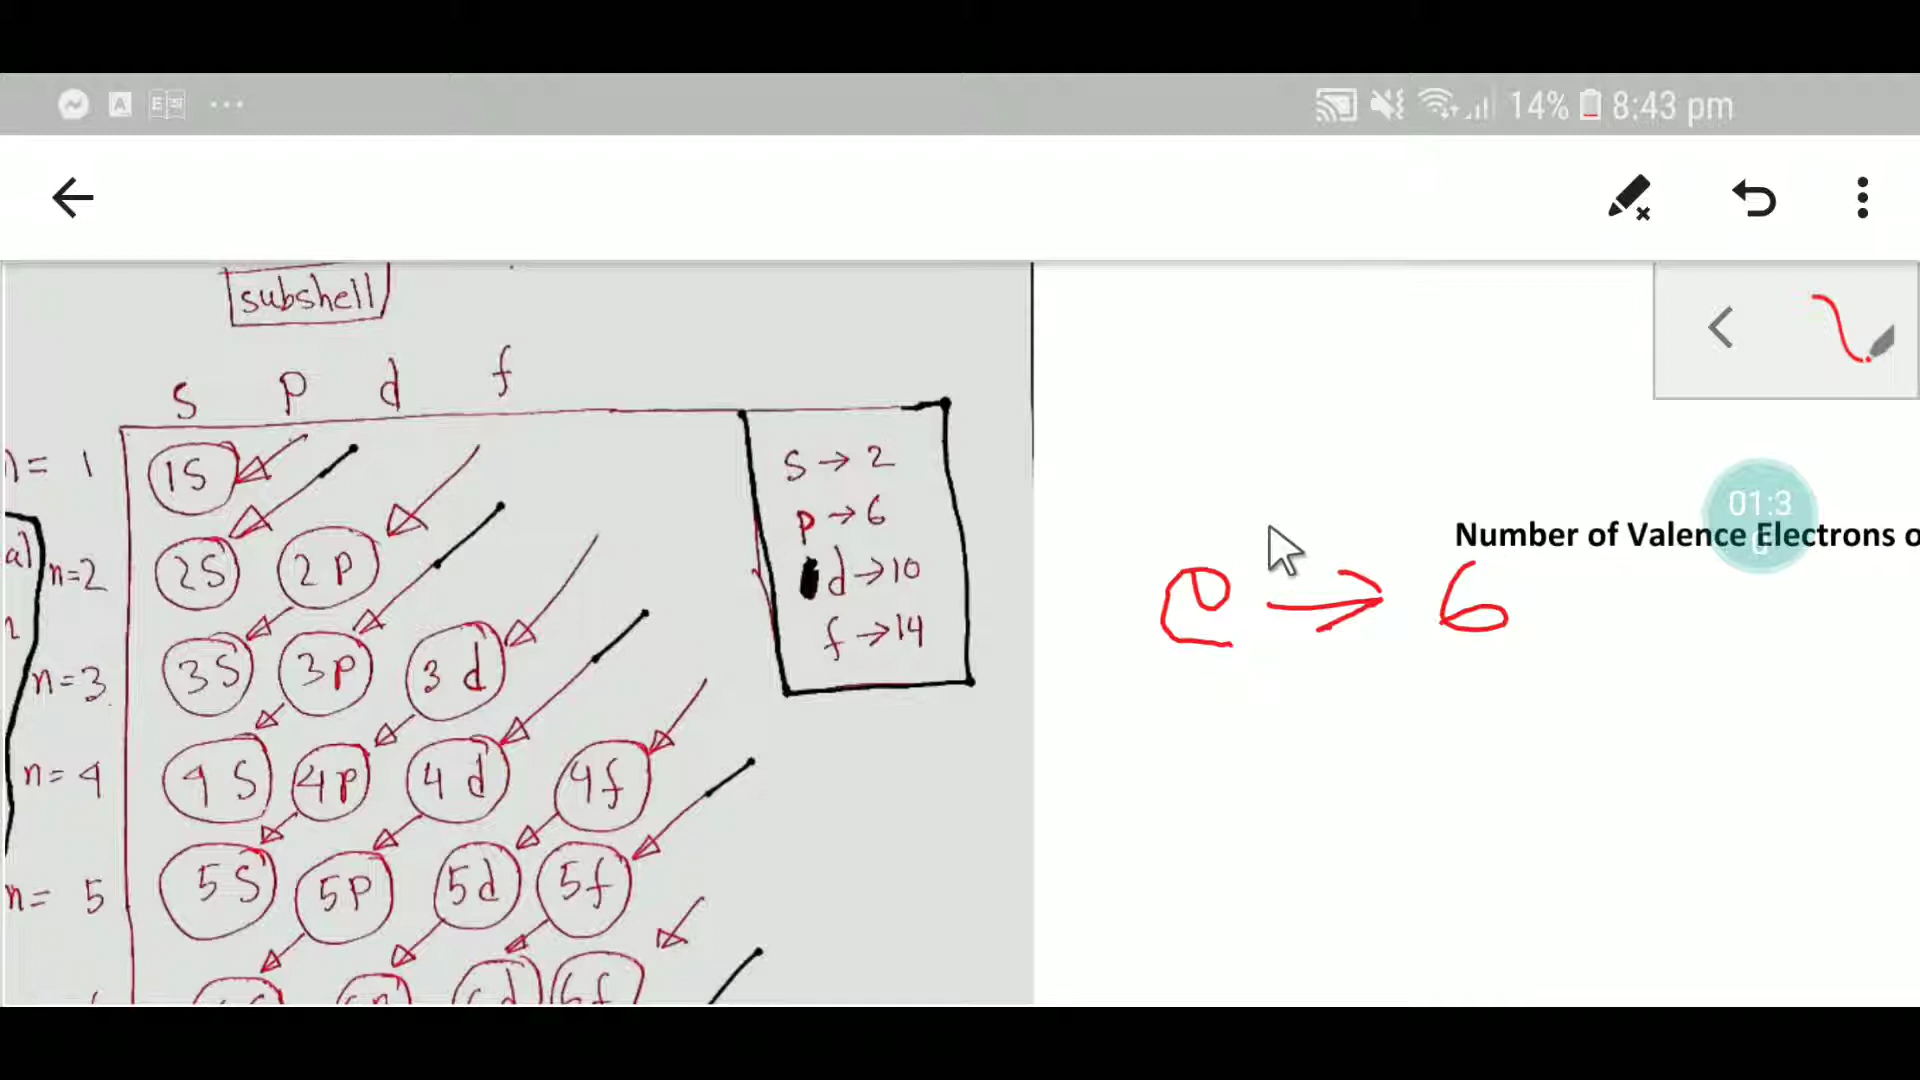 14% 8:43 pm
subshell
s p d f
n= 1 1S
n=2 2S 2P
n=3 3S 3P 3d
n=4 4S 4P 4d 4f
n= 5 5S 5P 5d 5f
6f
S→2
P→6
d→10
f→14
01:3
Number of Valence Electrons o
→ 6